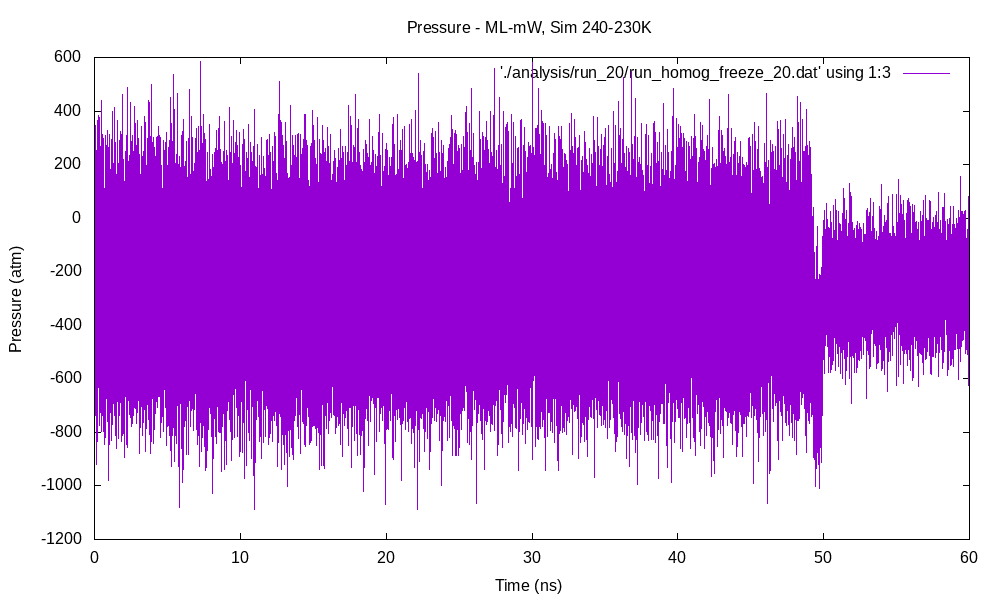 Pressure - ML-mW, Sim 240-230K
'./analysis/run_20/run_homog_freeze_20.dat' using 1:3
600
400
200
0
-200
-400
-600
-800
-1000
-1200
Pressure (atm)
0 10 20 30 40 50 60
Time (ns)